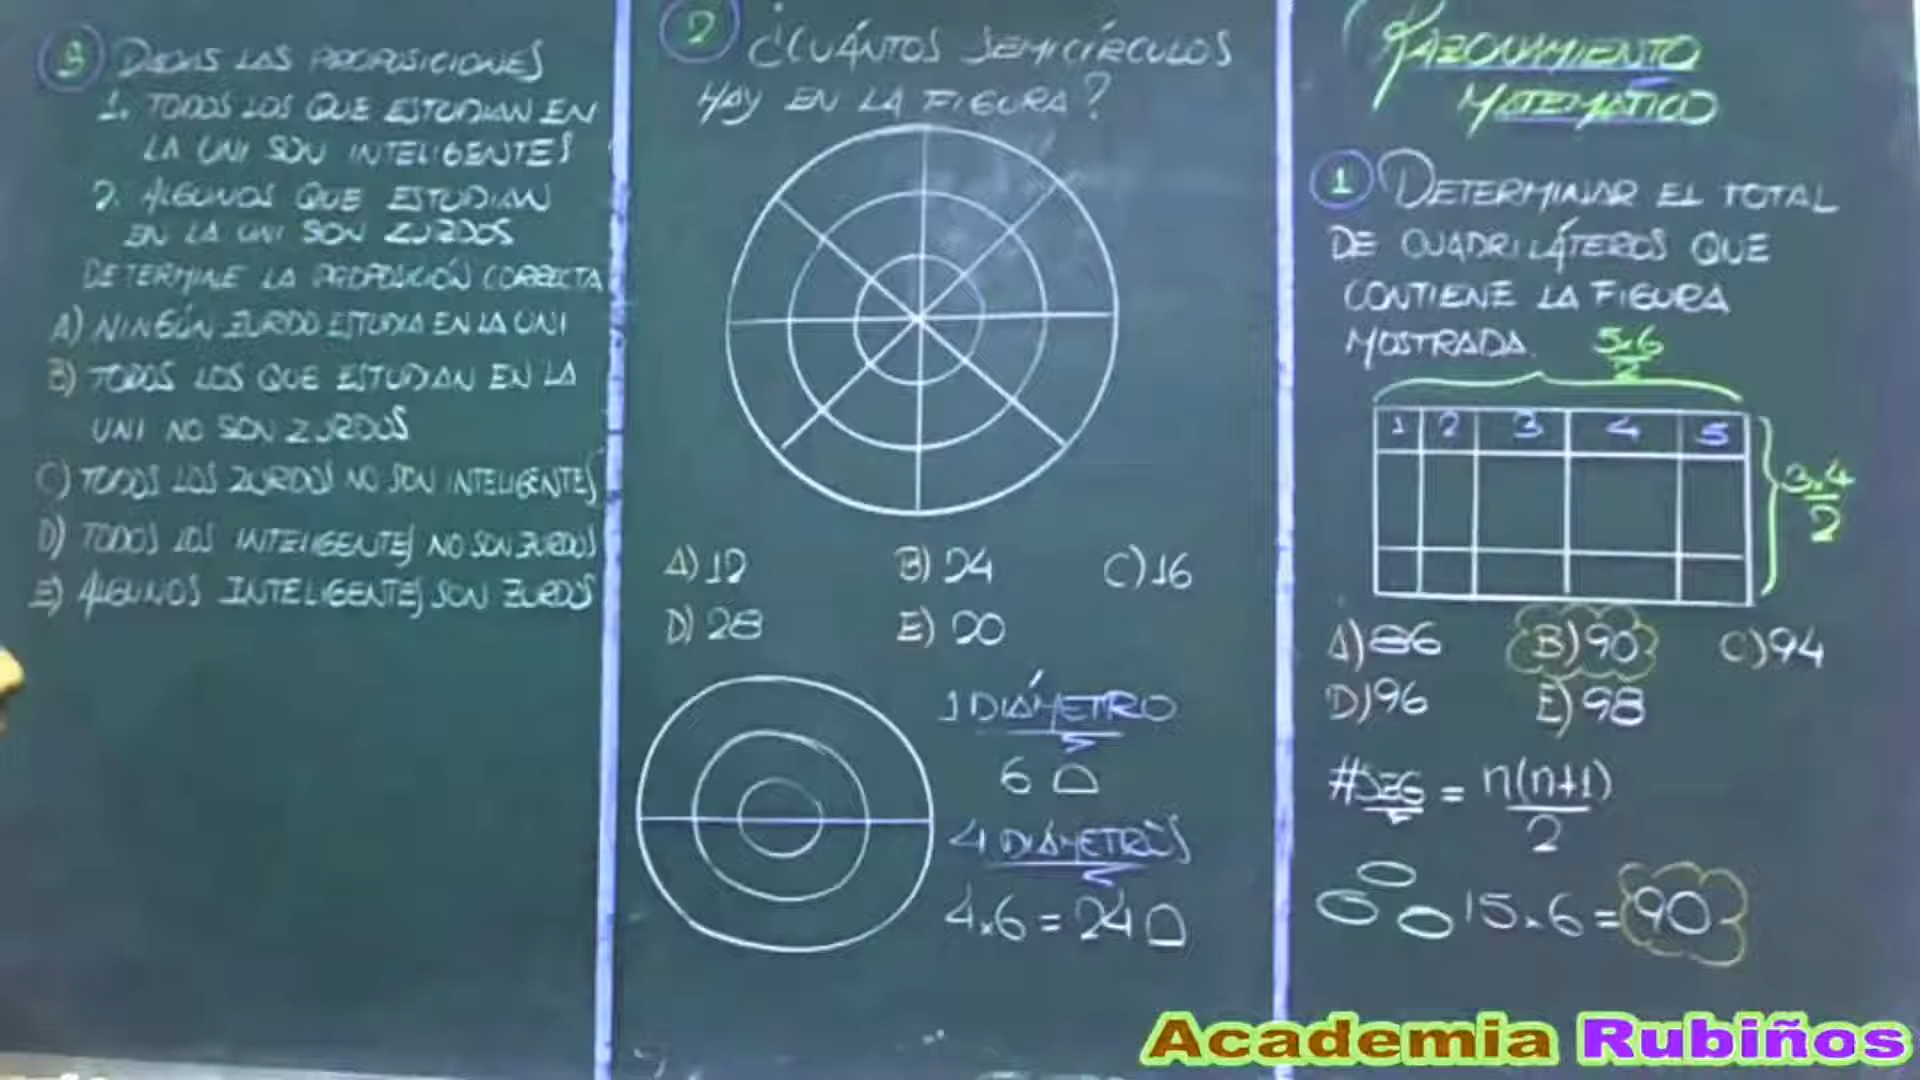 RAZONAMIENTO
MATEMÁTICO
1 DETERMINAR EL TOTAL
DE CUADRILÁTEROS QUE
CONTIENE LA FIGURA
MOSTRADA.
5×6
2
1 2 3 4 5
3×4
2
A) 86 B) 90 C) 94
D) 96 E) 98
#SEG = n(n+1)
2
15×6 = 90
2 ¿CUÁNTOS SEMICÍRCULOS
HAY EN LA FIGURA?
A) 12 B) 24 C) 16
D) 28 E) 20
1 DIÁMETRO
6
4 DIÁMETROS
4×6 = 24
3 DADAS LAS PROPOSICIONES
1. TODOS LOS QUE ESTUDIAN EN
LA UNI SON INTELIGENTES
2. ALGUNOS QUE ESTUDIAN
EN LA UNI SON ZURDOS
DETERMINE LA PROPOSICIÓN CORRECTA
A) NINGÚN ZURDO ESTUDIA EN LA UNI
B) TODOS LOS QUE ESTUDIAN EN LA
UNI NO SON ZURDOS
C) TODOS LOS ZURDOS NO SON INTELIGENTES
D) TODOS LOS INTELIGENTES NO SON ZURDOS
E) ALGUNOS INTELIGENTES SON ZURDOS
Academia Rubiños